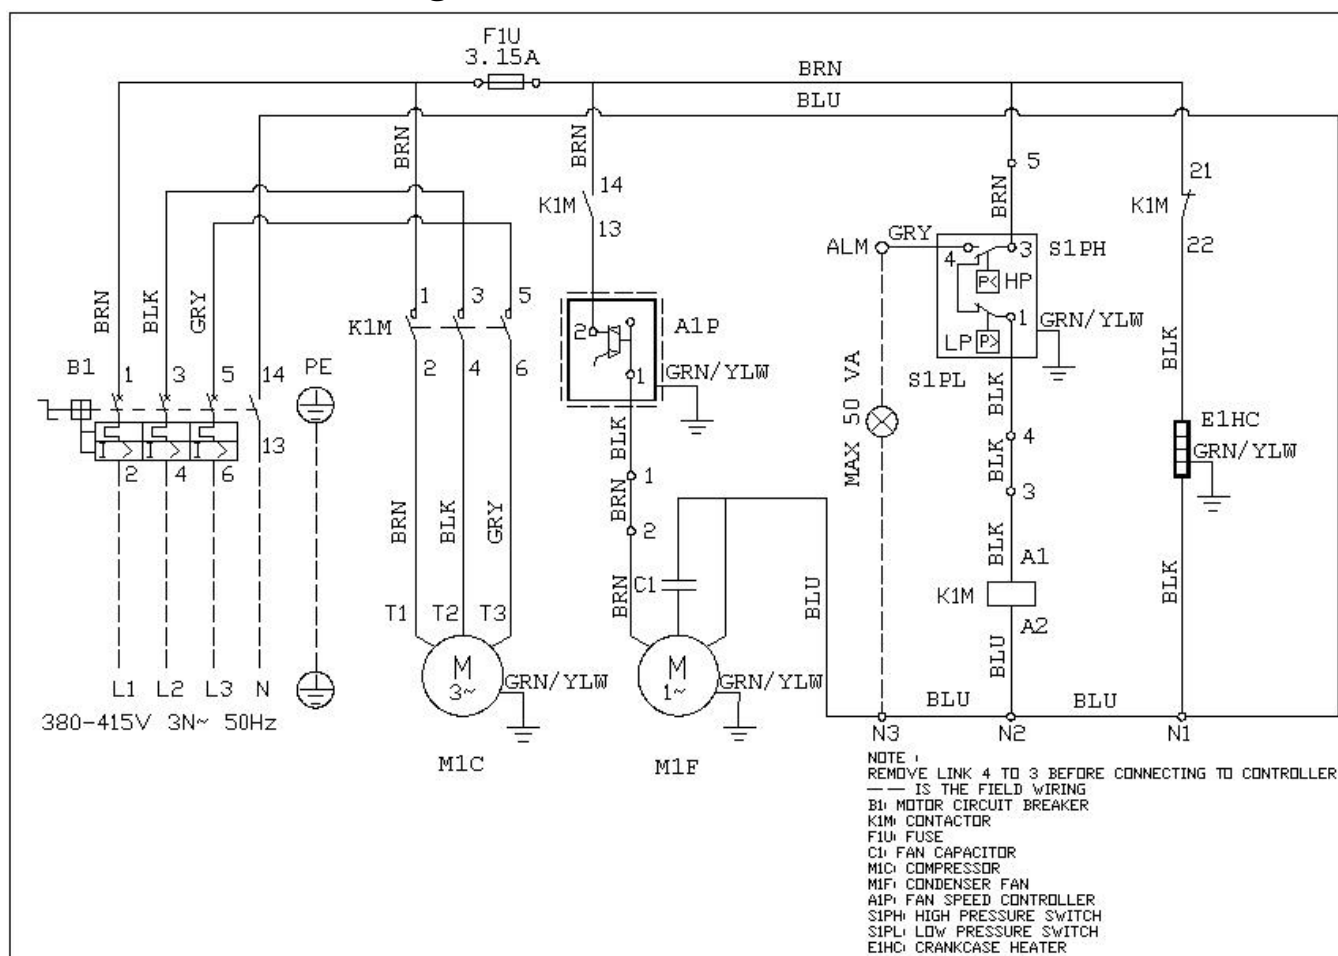 F1U
3.15A
BRN
BLU
BRN
BRN
5
14
K1M
13
BRN
21
K1M
22
ALM
GRY
4
3
S1PH
P<
HP
1
LP
P>
GRN/YLW
S1PL
BRN
BLK
GRY
1
3
5
K1M
2
4
6
2
1
A1P
GRN/YLW
B1
1
3
5
14
PE
I
I
I
2
4
6
13
MAX 50 VA
BLK
BLK
E1HC
GRN/YLW
BLK
4
BLK
3
BLK
1
BRN
2
BRN
BLK
GRY
BRN
C1
BLU
BLK
A1
K1M
A2
BLU
BLK
T1
T2
T3
M
3~
GRN/YLW
M
1~
GRN/YLW
L1 L2 L3 N
380-415V 3N~ 50Hz
BLU
BLU
N3
N2
N1
M1C
M1F
NOTE :
REMOVE LINK 4 TO 3 BEFORE CONNECTING TO CONTROLLER
—— IS THE FIELD WIRING
B1: MOTOR CIRCUIT BREAKER
K1M: CONTACTOR
F1U: FUSE
C1: FAN CAPACITOR
M1C: COMPRESSOR
M1F: CONDENSER FAN
A1P: FAN SPEED CONTROLLER
S1PH: HIGH PRESSURE SWITCH
S1PL: LOW PRESSURE SWITCH
E1HC: CRANKCASE HEATER